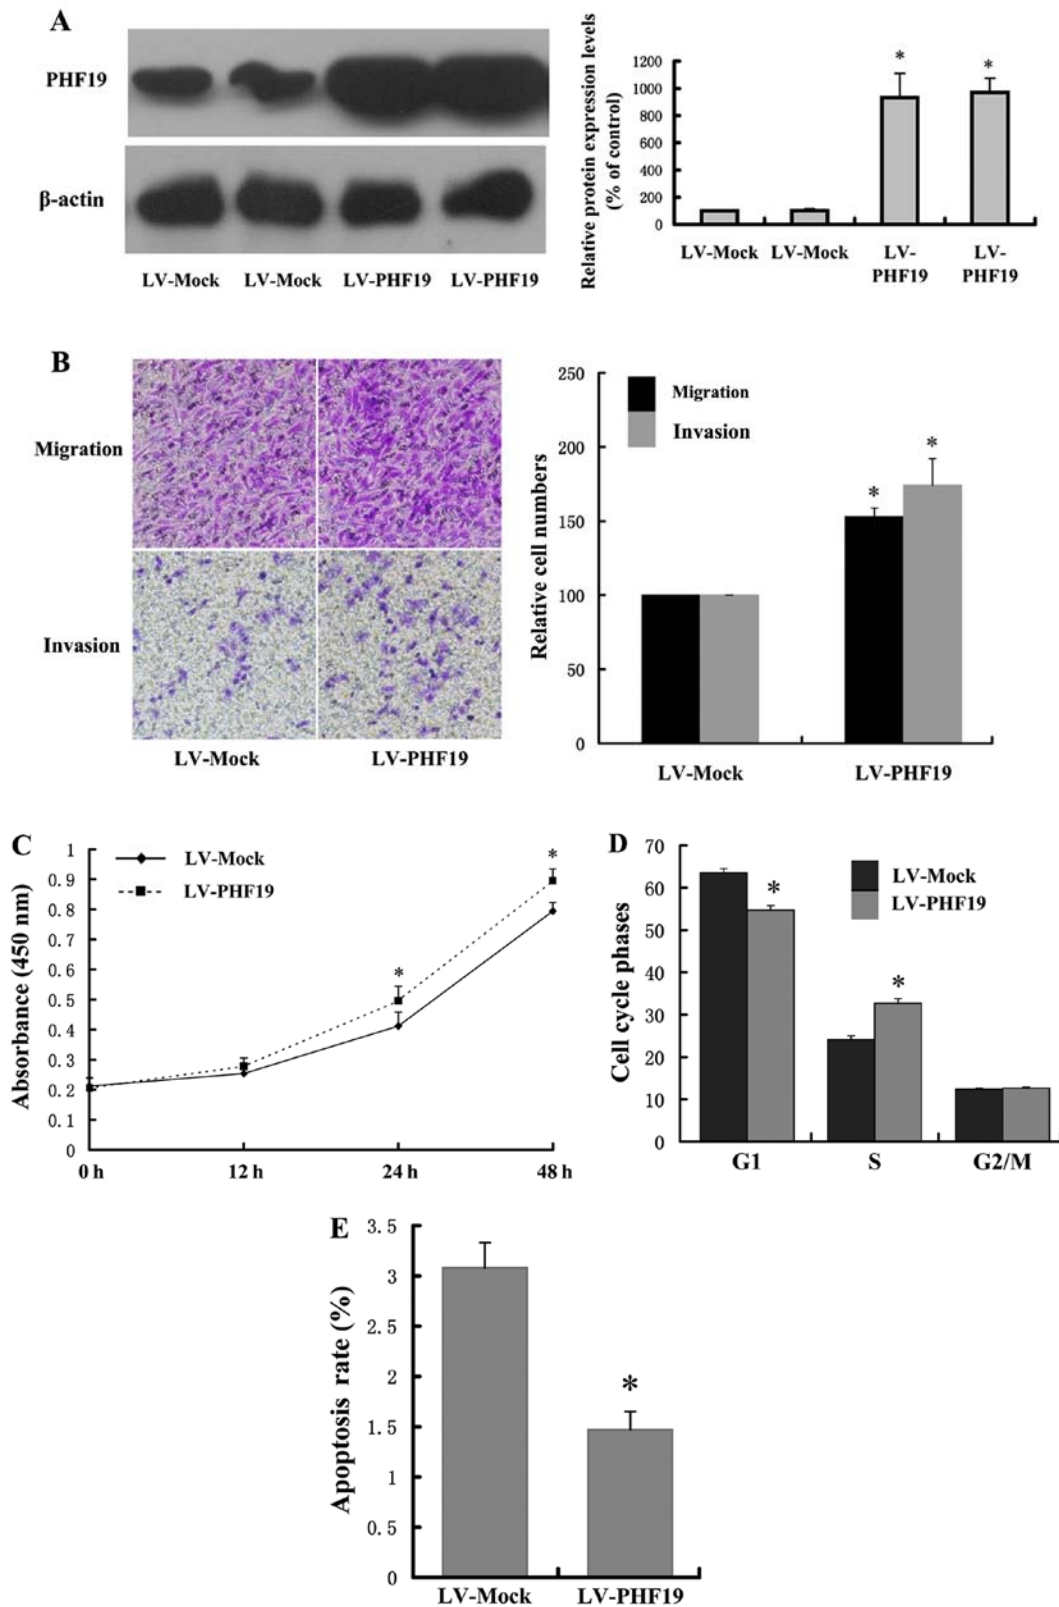 A
PHF19
β-actin
LV-Mock LV-Mock LV-PHF19 LV-PHF19
Relative protein expression levels
(% of control)
1200
1000
800
600
400
200
0
* *
LV-Mock LV-Mock LV-
PHF19 LV-
PHF19
B
Migration
Invasion
LV-Mock LV-PHF19
Relative cell numbers
250
200
150
100
50
0
Migration
Invasion
* *
LV-Mock LV-PHF19
C
Absorbance (450 nm)
1
0.9
0.8
0.7
0.6
0.5
0.4
0.3
0.2
0.1
0
LV-Mock
LV-PHF19
* *
0 h 12 h 24 h 48 h
D
Cell cycle phases
70
60
50
40
30
20
10
0
LV-Mock
LV-PHF19
* *
G1 S G2/M
E
Apoptosis rate (%)
3.5
3
2.5
2
1.5
1
0.5
0
*
LV-Mock LV-PHF19